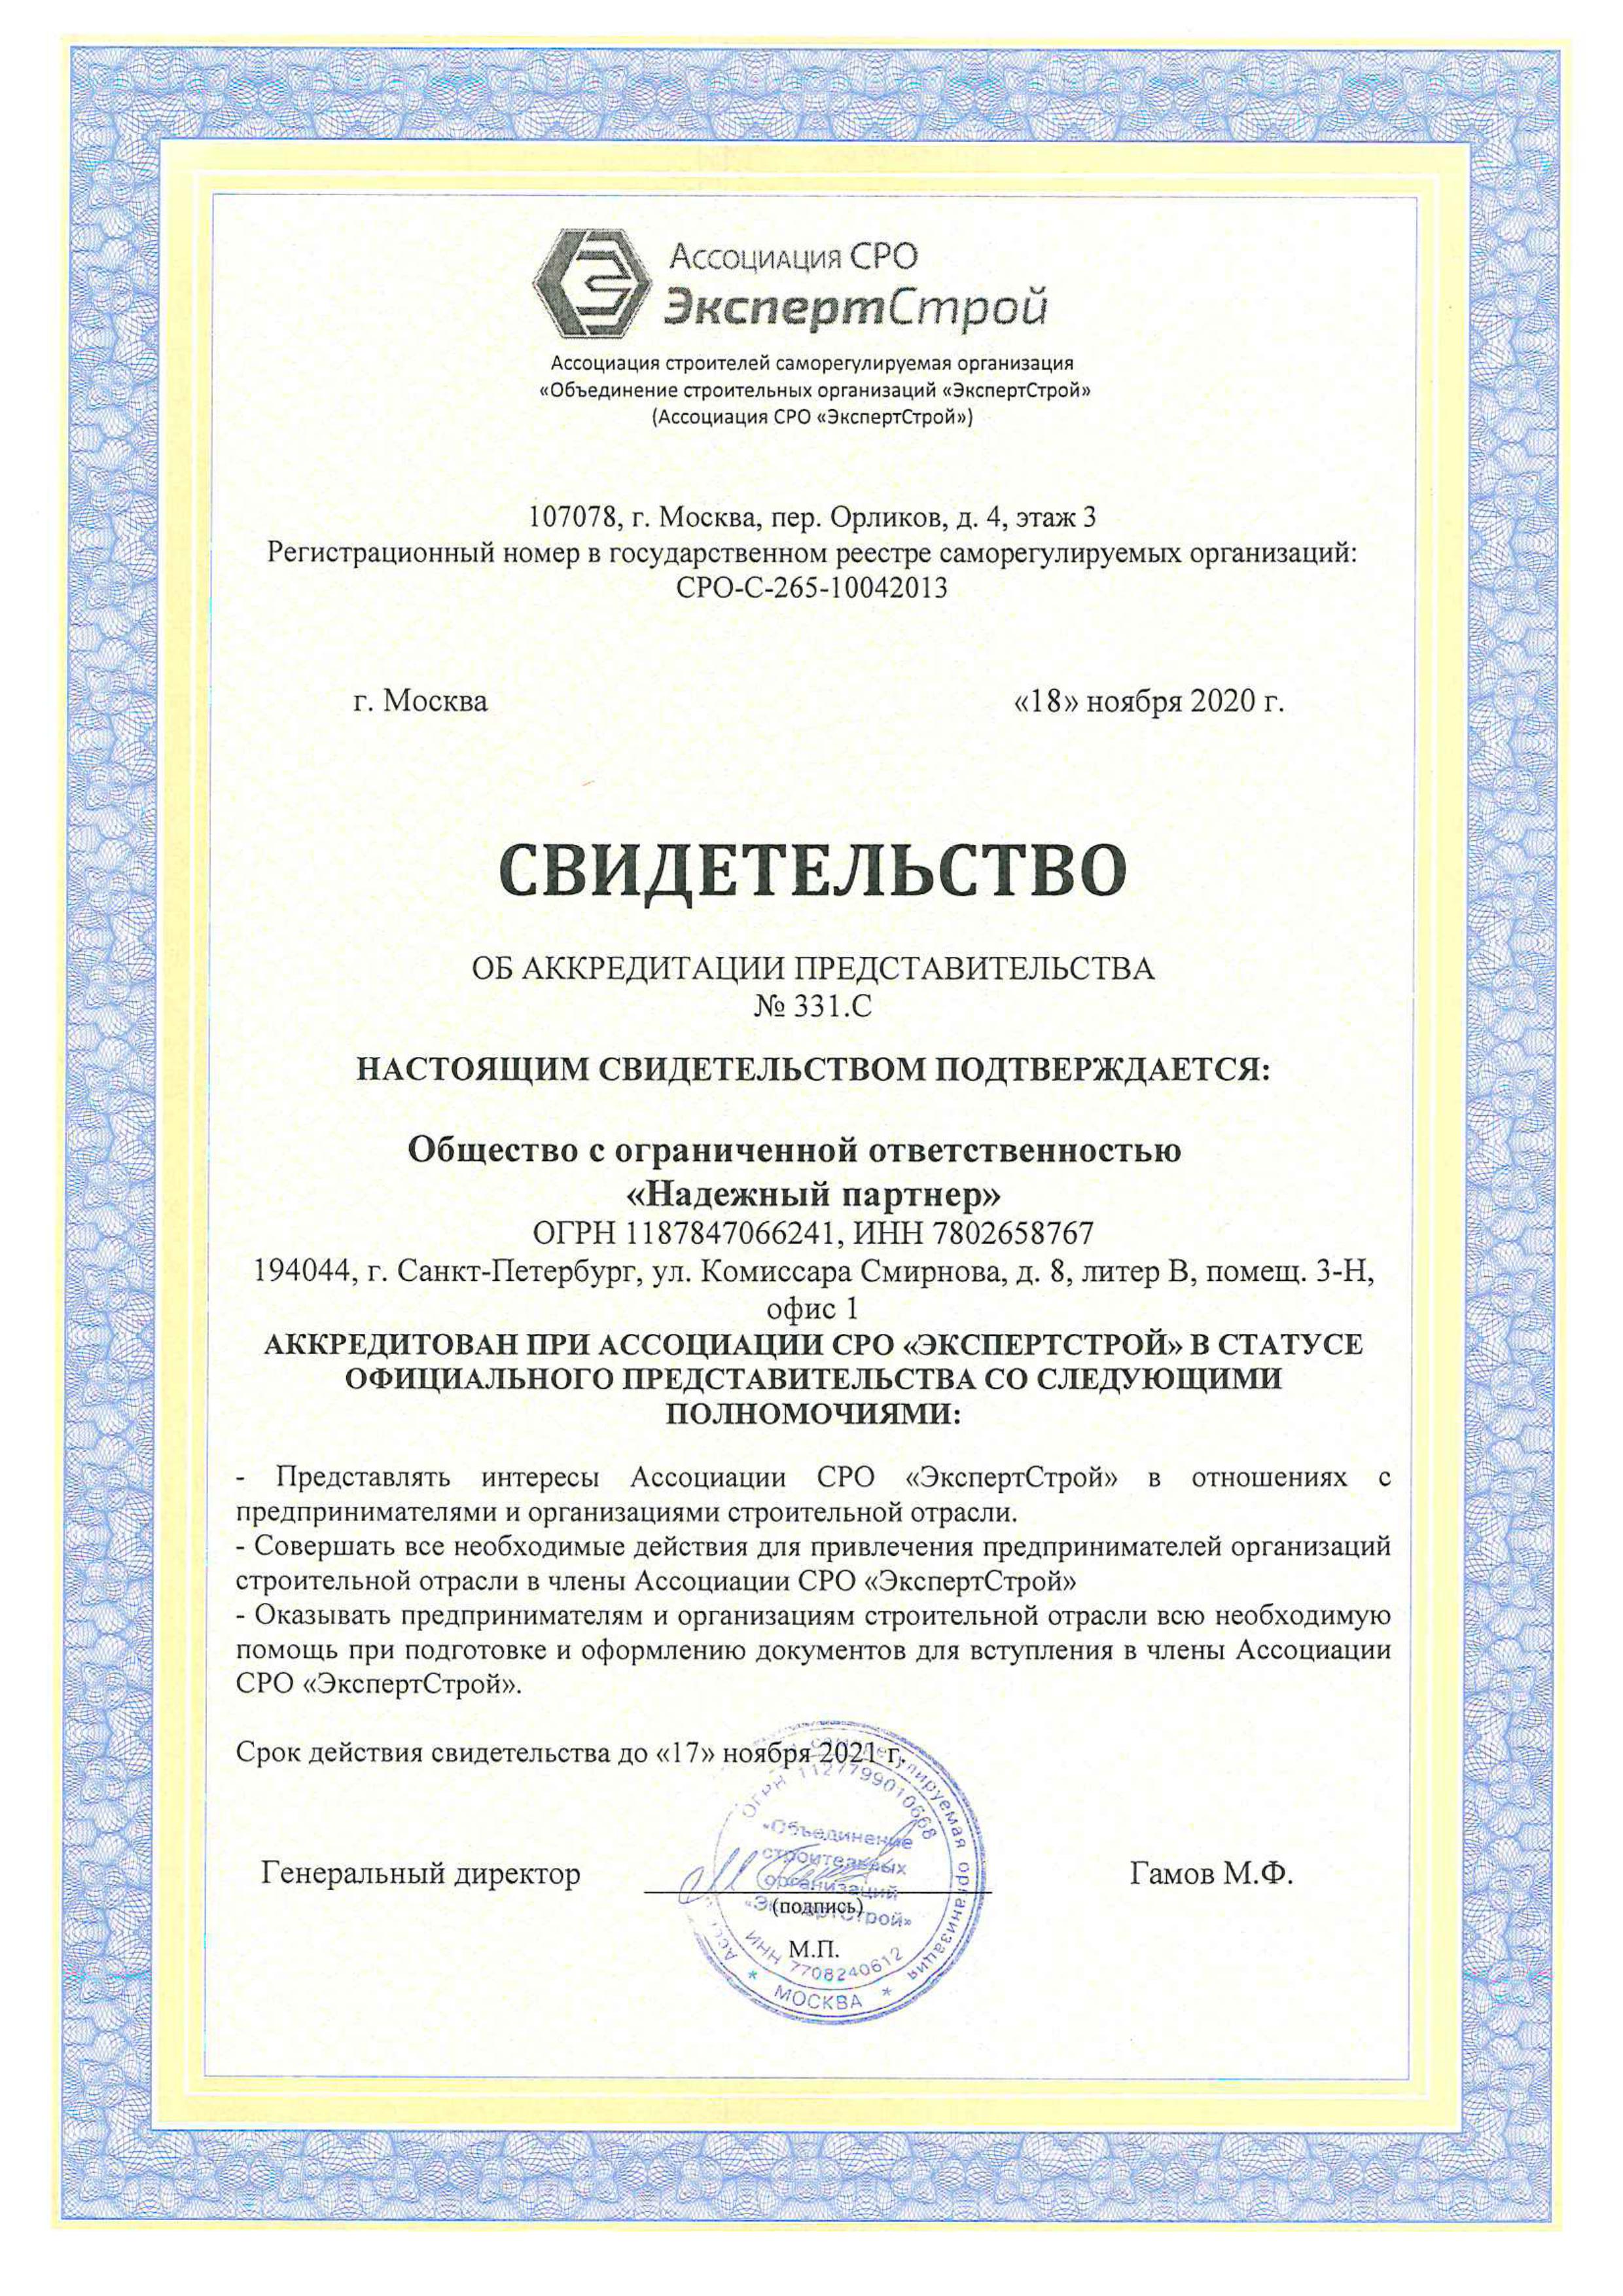 Ассоциация СРО
ЭкспертСтрой
Ассоциация строителей саморегулируемая организация
«Объединение строительных организаций «ЭкспертСтрой»
(Ассоциация СРО «ЭкспертСтрой»)
107078, г. Москва, пер. Орликов, д. 4, этаж 3
Регистрационный номер в государственном реестре саморегулируемых организаций:
СРО-С-265-10042013
г. Москва
«18» ноября 2020 г.
СВИДЕТЕЛЬСТВО
ОБ АККРЕДИТАЦИИ ПРЕДСТАВИТЕЛЬСТВА
№ 331.С
НАСТОЯЩИМ СВИДЕТЕЛЬСТВОМ ПОДТВЕРЖДАЕТСЯ:
Общество с ограниченной ответственностью
«Надежный партнер»
ОГРН 1187847066241, ИНН 7802658767
194044, г. Санкт-Петербург, ул. Комиссара Смирнова, д. 8, литер В, помещ. 3-Н,
офис 1
АККРЕДИТОВАН ПРИ АССОЦИАЦИИ СРО «ЭКСПЕРТСТРОЙ» В СТАТУСЕ
ОФИЦИАЛЬНОГО ПРЕДСТАВИТЕЛЬСТВА СО СЛЕДУЮЩИМИ
ПОЛНОМОЧИЯМИ:
- Представлять интересы Ассоциации СРО «ЭкспертСтрой» в отношениях с
предпринимателями и организациями строительной отрасли.
- Совершать все необходимые действия для привлечения предпринимателей организаций
строительной отрасли в члены Ассоциации СРО «ЭкспертСтрой»
- Оказывать предпринимателям и организациям строительной отрасли всю необходимую
помощь при подготовке и оформлению документов для вступления в члены Ассоциации
СРО «ЭкспертСтрой».
Срок действия свидетельства до «17» ноября 2021 г.
Генеральный директор
Гамов М.Ф.
(подпись)
М.П.
саморегулируемая организация
ОГРН 1127799010668
«Объединение
строительных
организаций
«ЭкспертСтрой»
ИНН 7708240612
* МОСКВА *